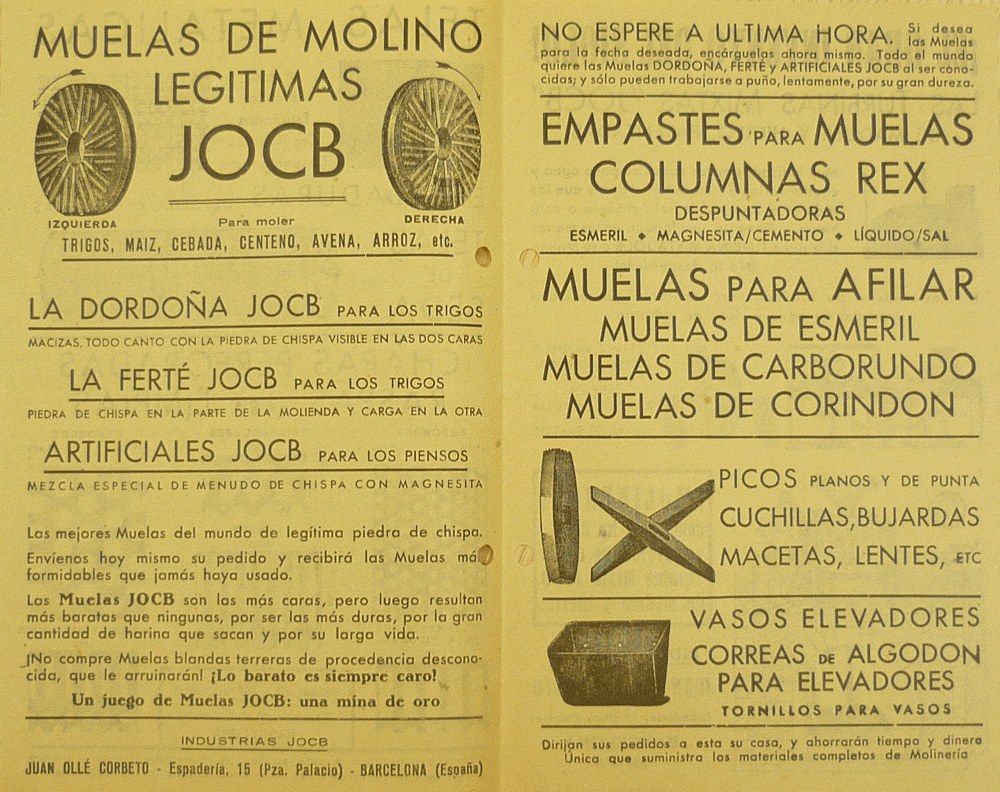 MUELAS DE MOLINO
LEGITIMAS
JOCB
IZQUIERDA
DERECHA
Para moler
TRIGOS, MAIZ, CEBADA, CENTENO, AVENA, ARROZ, etc.
LA DORDOÑA JOCB PARA LOS TRIGOS
MACIZAS, TODO CANTO CON LA PIEDRA DE CHISPA VISIBLE EN LAS DOS CARAS
LA FERTÉ JOCB PARA LOS TRIGOS
PIEDRA DE CHISPA EN LA PARTE DE LA MOLIENDA Y CARGA EN LA OTRA
ARTIFICIALES JOCB PARA LOS PIENSOS
MEZCLA ESPECIAL DE MENUDO DE CHISPA CON MAGNESITA
Las mejores Muelas del mundo de legítima piedra de chispa.
Envíenos hoy mismo su pedido y recibirá las Muelas más
formidables que jamás haya usado.
Las Muelas JOCB son las más caras, pero luego resultan
más baratas que ningunas, por ser las más duras, por la gran
cantidad de harina que sacan y por su larga vida.
¡No compre Muelas blandas terreras de procedencia descono-
cida, que le arruinarán! ¡Lo barato es siempre caro!
Un juego de Muelas JOCB: una mina de oro
INDUSTRIAS JOCB
JUAN OLLÉ CORBETO - Espadería, 15 (Pza. Palacio) - BARCELONA (España)
NO ESPERE A ULTIMA HORA. Si desea
las Muelas
para la fecha deseada, encárguelas ahora mismo. Todo el mundo
quiere las Muelas DORDOÑA, FERTÉ y ARTIFICIALES JOCB al ser cono-
cidas; y sólo pueden trabajarse a puño, lentamente, por su gran dureza.
EMPASTES PARA MUELAS
COLUMNAS REX
DESPUNTADORAS
ESMERIL ♦ MAGNESITA/CEMENTO ♦ LÍQUIDO/SAL
MUELAS PARA AFILAR
MUELAS DE ESMERIL
MUELAS DE CARBORUNDO
MUELAS DE CORINDON
PICOS PLANOS Y DE PUNTA
CUCHILLAS, BUJARDAS
MACETAS, LENTES, ETC
VASOS ELEVADORES
CORREAS DE ALGODON
PARA ELEVADORES
TORNILLOS PARA VASOS
Dirijan sus pedidos a esta su casa, y ahorrarán tiempo y dinero
Unica que suministra los materiales completos de Molinería